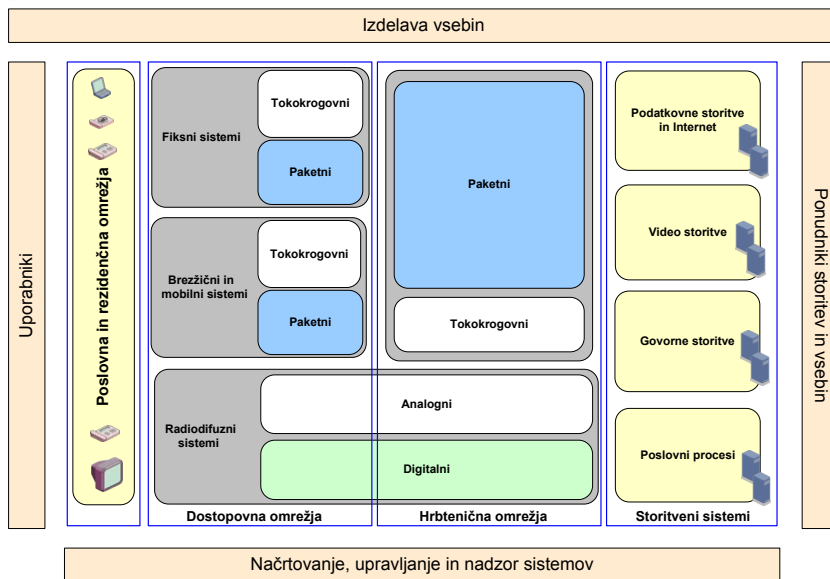 Izdelava vsebin
Uporabniki
Poslovna in rezidenčna omrežja
Fiksni sistemi
Tokokrogovni
Paketni
Brezžični in
mobilni sistemi
Tokokrogovni
Paketni
Radiodifuzni
sistemi
Analogni
Digitalni
Dostopovna omrežja
Paketni
Tokokrogovni
Hrbtenična omrežja
Podatkovne storitve
in Internet
Video storitve
Govorne storitve
Poslovni procesi
Storitveni sistemi
Ponudniki storitev in vsebin
Načrtovanje, upravljanje in nadzor sistemov